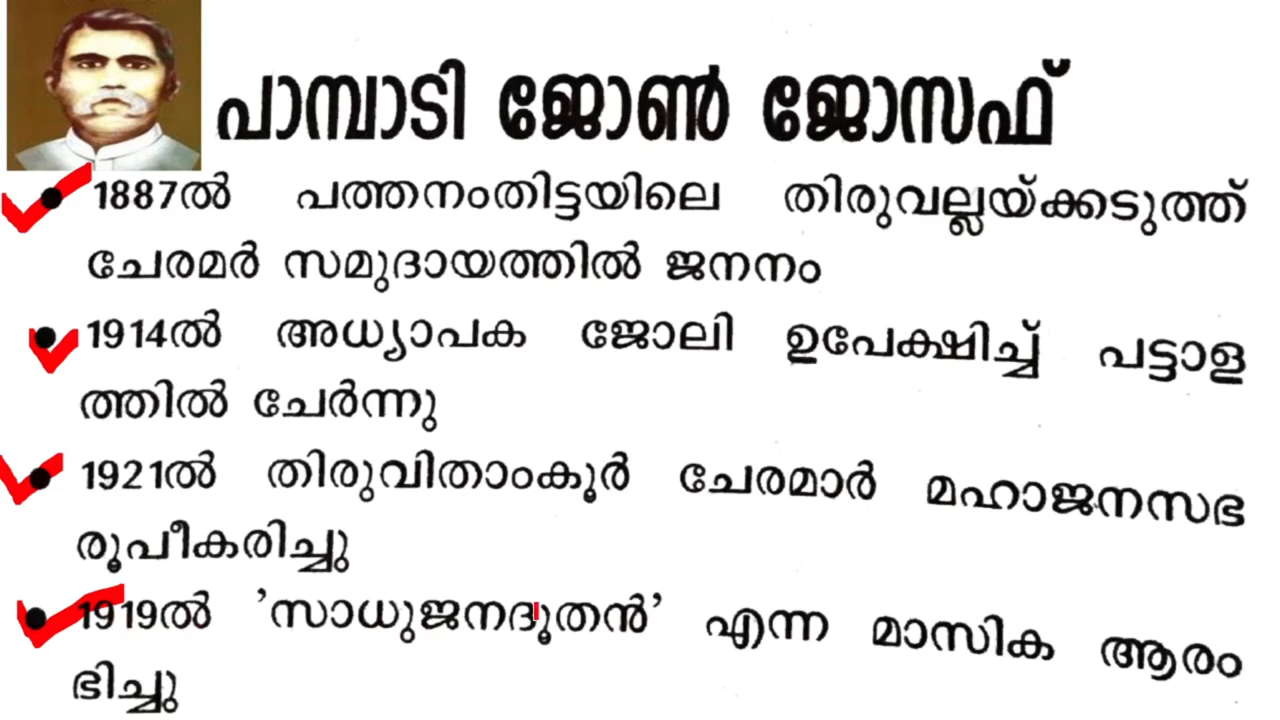 പാമ്പാടി ജോൺ ജോസഫ്
• 1887ൽ പത്തനംതിട്ടയിലെ തിരുവല്ലയ്ക്കടുത്ത്
ചേരമർ സമുദായത്തിൽ ജനനം
• 1914ൽ അധ്യാപക ജോലി ഉപേക്ഷിച്ച് പട്ടാള
ത്തിൽ ചേർന്നു
• 1921ൽ തിരുവിതാംകൂർ ചേരമാർ മഹാജനസഭ
രൂപീകരിച്ചു
• 1919ൽ ’സാധുജനദൂതൻ’ എന്ന മാസിക ആരം
ഭിച്ചു